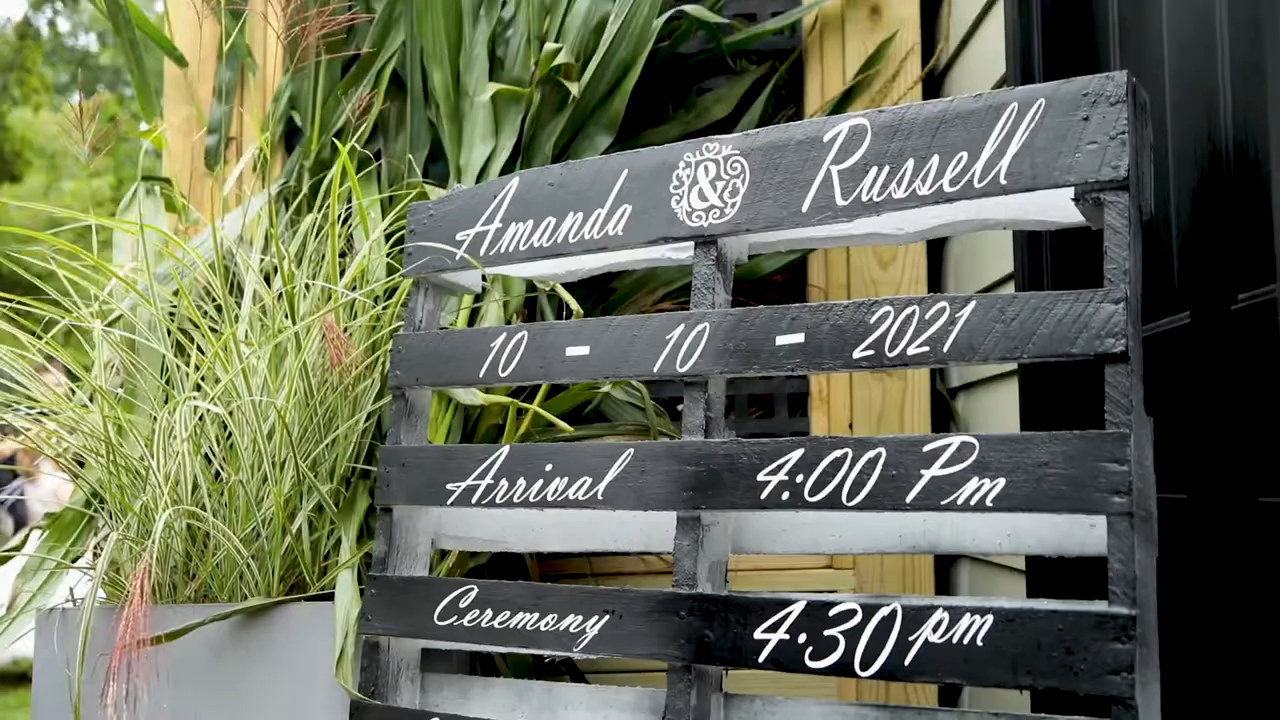 Amanda & Russell
10 - 10 - 2021
Arrival 4:00 Pm
Ceremony 4.30 pm